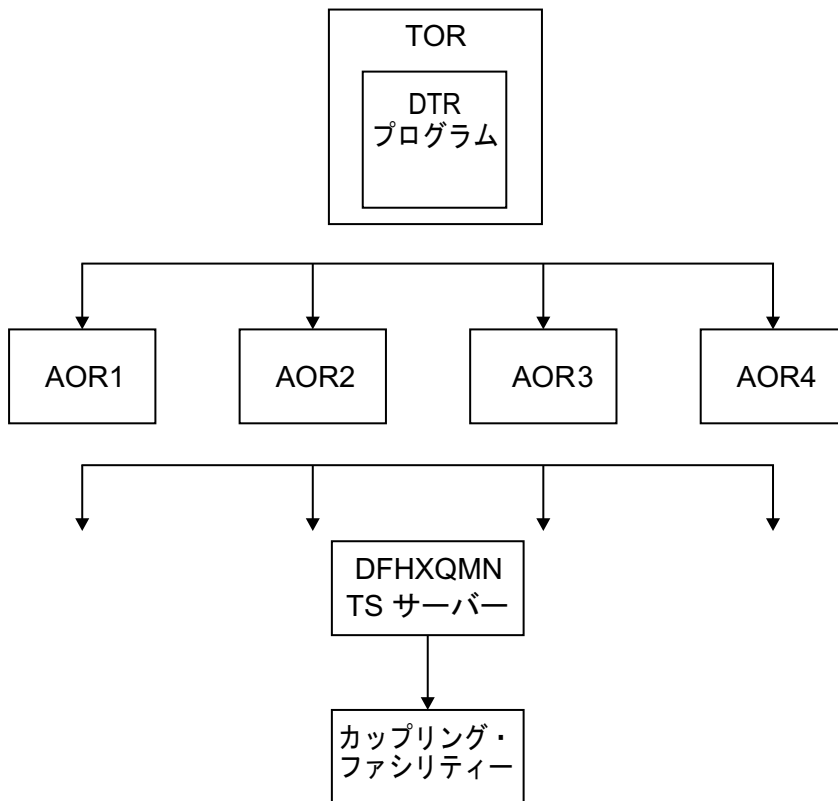 TOR
DTR
プログラム
AOR1
AOR2
AOR3
AOR4
DFHXQMN
TS サーバー
カップリング・
ファシリティー